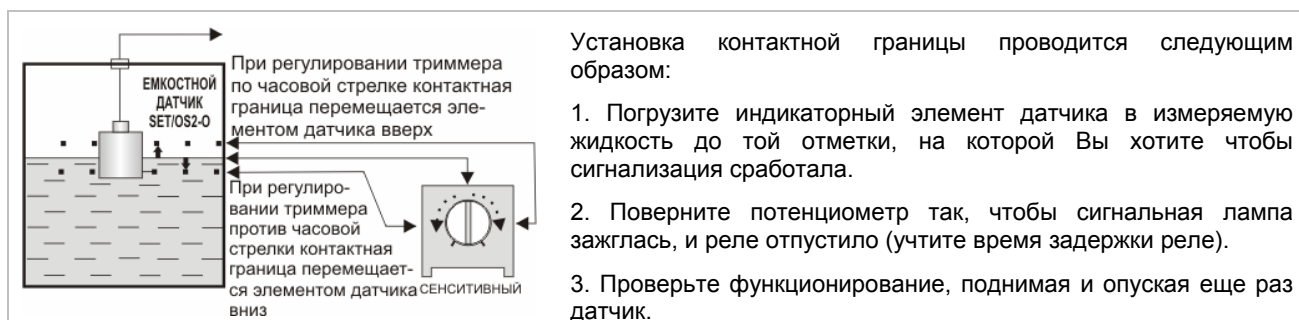 При регулировании триммера
по часовой стрелке контактная
граница перемещается эле-
ментом датчика вверх
ЕМКОСТНОЙ
ДАТЧИК
SET/OS2-O
При регулиро-
вании триммера
против часовой
стрелки контактная
граница перемещает-
ся элементом датчика
вниз
СЕНСИТИВНЫЙ
Установка контактной границы проводится следующим
образом:
1. Погрузите индикаторный элемент датчика в измеряемую
жидкость до той отметки, на которой Вы хотите чтобы
сигнализация сработала.
2. Поверните потенциометр так, чтобы сигнальная лампа
зажглась, и реле отпустило (учтите время задержки реле).
3. Проверьте функционирование, поднимая и опуская еще раз
датчик.